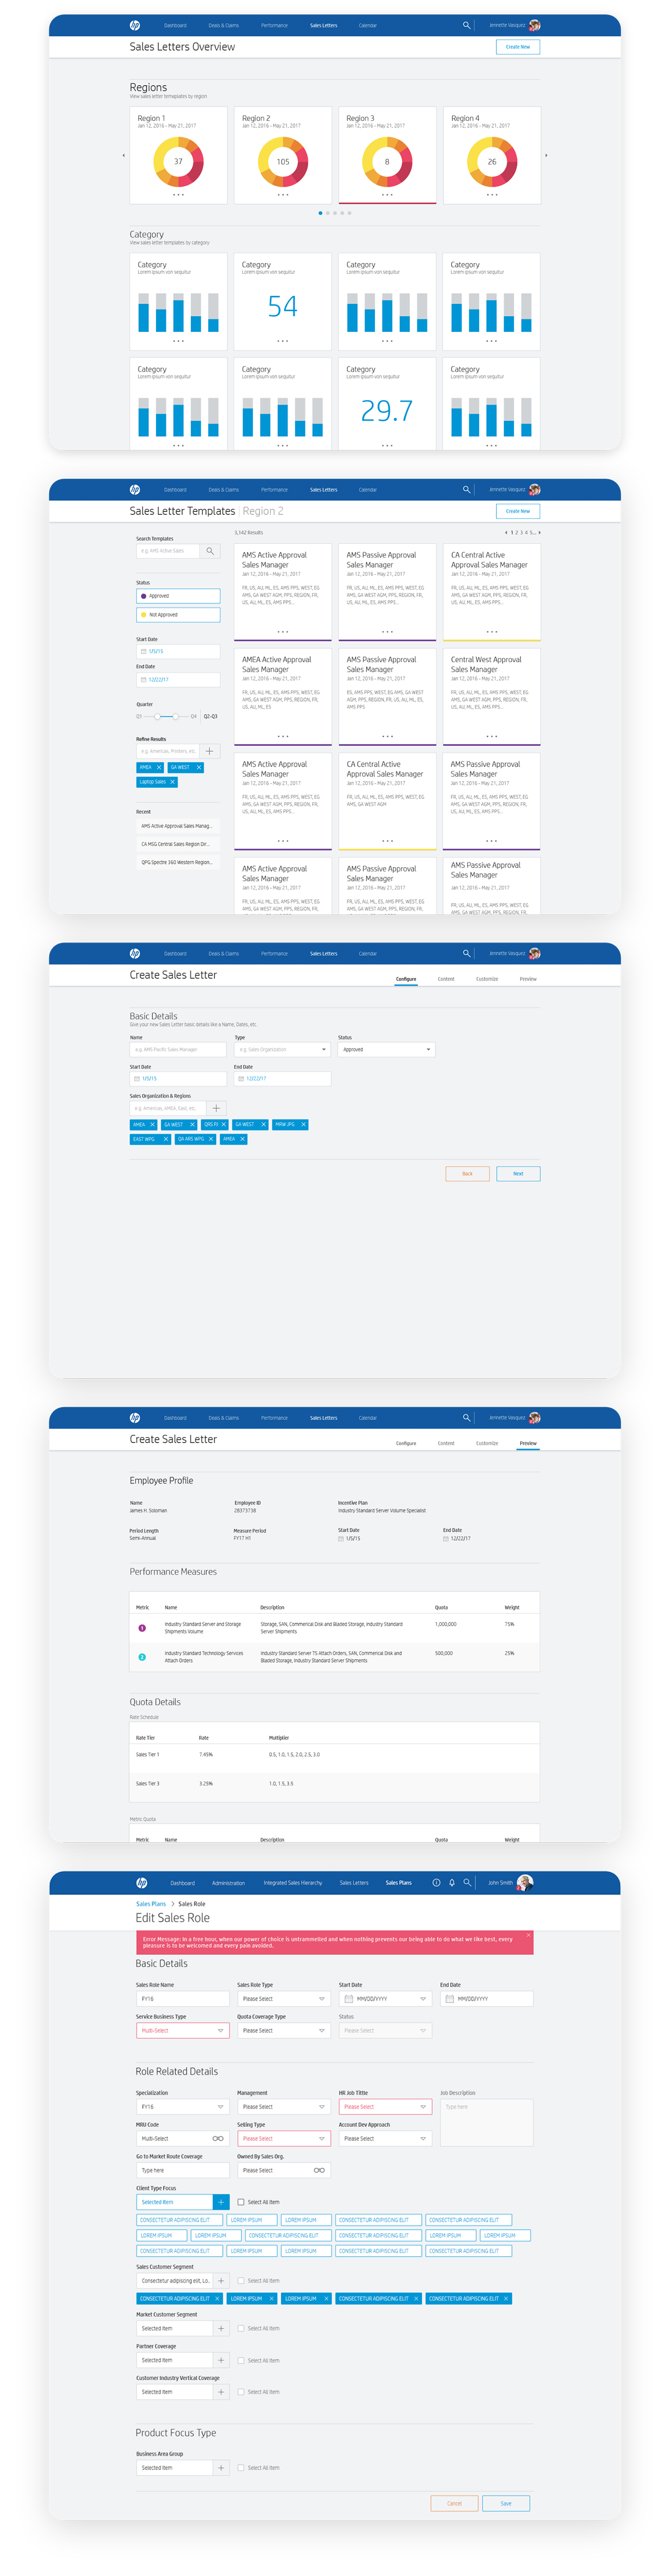 hp Dashboard Deals & Claims Performance Sales Letters Calendar Jennette Vasquez
Sales Letters Overview Create New
Regions
View sales letter temaplates by region
Region 1 Region 2 Region 3 Region 4
Jan 12, 2016 - May 21, 2017 Jan 12, 2016 - May 21, 2017 Jan 12, 2016 - May 21, 2017 Jan 12, 2016 - May 21, 2017
37 105 8 26
Category
View sales letter templates by category
Category Category Category Category
Lorem ipsum von sequitur Lorem ipsum von sequitur Lorem ipsum von sequitur Lorem ipsum von sequitur
54
Category Category Category Category
Lorem ipsum von sequitur Lorem ipsum von sequitur Lorem ipsum von sequitur Lorem ipsum von sequitur
29.7
hp Dashboard Deals & Claims Performance Sales Letters Calendar Jennette Vasquez
Sales Letter Templates Region 2 Create New
Search Templates
e.g. AMS Active Sales
Status
Approved
Not Approved
Start Date
1/5/15
End Date
12/22/17
Quarter
Q1 Q4 Q2-Q3
Refine Results
e.g. Americas, Printers, etc.
AMEA GA WEST
Laptop Sales
Recent
AMS Active Approval Sales Manag...
CA MSG Central Sales Region Dir...
QPG Spectre 360 Western Region...
3,142 Results 1 2 3 4 5...
AMS Active Approval Sales Manager
Jan 12, 2016 - May 21, 2017
FR, US, AU, ML, ES, AMS PPS, WEST, EG
AMS, GA WEST AGM, PPS, REGION, FR,
US, AU, ML, ES, AMS PPS...
AMS Passive Approval Sales Manager
Jan 12, 2016 - May 21, 2017
FR, US, AU, ML, ES, AMS PPS, WEST, EG
AMS, GA WEST AGM, PPS, REGION, FR,
US, AU, ML, ES, AMS PPS...
CA Central Active Approval Sales Manager
Jan 12, 2016 - May 21, 2017
FR, US, AU, ML, ES, AMS PPS, WEST, EG
AMS, GA WEST AGM, PPS, REGION, FR,
US, AU, ML, ES, AMS PPS...
AMEA Active Approval Sales Manager
Jan 12, 2016 - May 21, 2017
FR, US, AU, ML, ES, AMS PPS, WEST, EG
AMS, GA WEST AGM, PPS, REGION, FR,
US, AU, ML, ES
AMS Passive Approval Sales Manager
Jan 12, 2016 - May 21, 2017
ES, AMS PPS, WEST, EG AMS, GA WEST
AGM, PPS, REGION, FR, US, AU, ML, ES,
AMS PPS
Central West Approval Sales Manager
Jan 12, 2016 - May 21, 2017
FR, US, AU, ML, ES, AMS PPS, WEST, EG
AMS, GA WEST AGM, PPS, REGION, FR,
US, AU, ML, ES, AMS PPS...
AMS Active Approval Sales Manager
Jan 12, 2016 - May 21, 2017
FR, US, AU, ML, ES, AMS PPS, WEST, EG
AMS, GA WEST AGM, PPS, REGION, FR,
US, AU, ML, ES, AMS PPS...
CA Central Active Approval Sales Manager
Jan 12, 2016 - May 21, 2017
FR, US, AU, ML, ES, AMS PPS, WEST, EG
AMS, GA WEST AGM
AMS Passive Approval Sales Manager
Jan 12, 2016 - May 21, 2017
FR, US, AU, ML, ES, AMS PPS, WEST, EG
AMS, GA WEST AGM, PPS, REGION, FR,
US, AU, ML, ES, AMS PPS...
AMS Active Approval Sales Manager
Jan 12, 2016 - May 21, 2017
FR, US, AU, ML, ES, AMS PPS, WEST, EG
AMS, GA WEST AGM, PPS, REGION, FR,
AMS Passive Approval Sales Manager
Jan 12, 2016 - May 21, 2017
FR, US, AU, ML, ES, AMS PPS, WEST, EG
AMS, GA WEST AGM, PPS, REGION, FR,
AMS Passive Approval Sales Manager
Jan 12, 2016 - May 21, 2017
FR, US, AU, ML, ES, AMS PPS, WEST, EG
AMS, GA WEST AGM, PPS, REGION, FR,
hp Dashboard Deals & Claims Performance Sales Letters Calendar Jennette Vasquez
Create Sales Letter Configure Content Customize Preview
Basic Details
Give your new Sales Letter basic details like a Name, Dates, etc.
Name Type Status
e.g. AMS Pacific Sales Manager e.g. Sales Organization Approved
Start Date End Date
1/5/15 12/22/17
Sales Organization & Regions
e.g. Americas, AMEA, East, etc.
AMEA GA WEST QRS PJ GA WEST MRW JPG
EAST WPG QA ARS WPG AMEA
Back Next
hp Dashboard Deals & Claims Performance Sales Letters Calendar Jennette Vasquez
Create Sales Letter Configure Content Customize Preview
Employee Profile
Name Employee ID Incentive Plan
James H. Soloman 28373738 Industry Standard Server Volume Specialist
Period Length Measure Period Start Date End Date
Semi-Annual FY17 H1 1/5/15 12/22/17
Performance Measures
Metric Name Description Quota Weight
1 Industry Standard Server and Storage Storage, SAN, Commerical Disk and Bladed Storage, Industry Standard 1,000,000 75%
Shipments Volume Server Shipments
2 Industry Standard Technology Services Industry Standard Server TS Attach Orders, SAN, Commerical Disk and 500,000 25%
Attach Orders Bladed Storage, Industry Standard Server Shipments
Quota Details
Rate Schedule
Rate Tier Rate Multiplier
Sales Tier 1 7.45% 0.5, 1.0, 1.5, 2.0, 2.5, 3.0
Sales Tier 3 3.25% 1.0, 1.5, 3.5
Metric Quota
Metric Name Description Quota Weight
hp Dashboard Administration Integrated Sales Hierarchy Sales Letters Sales Plans John Smith
Sales Plans Sales Role
Edit Sales Role
Error Message: In a free hour, when our power of choice is untrammelled and when nothing prevents our being able to do what we like best, every
pleasure is to be welcomed and every pain avoided.
Basic Details
Sales Role Name Sales Role Type Start Date End Date
FY16 Please Select MM/DD/YYYY MM/DD/YYYY
Service Business Type Quota Coverage Type Status
Multi-Select Please Select Please Select
Role Related Details
Specialization Management HR Job Tittle Job Description
FY16 Please Select Please Select Type here
MRU Code Selling Type Account Dev Approach
Multi-Select Please Select Please Select
Go to Market Route Coverage Owned By Sales Org.
Type here Please Select
Client Type Focus
Selected Item Select All Item
CONSECTETUR ADIPISCING ELIT LOREM IPSUM LOREM IPSUM CONSECTETUR ADIPISCING ELIT CONSECTETUR ADIPISCING ELIT
LOREM IPSUM LOREM IPSUM CONSECTETUR ADIPISCING ELIT CONSECTETUR ADIPISCING ELIT LOREM IPSUM LOREM IPSUM
CONSECTETUR ADIPISCING ELIT LOREM IPSUM LOREM IPSUM CONSECTETUR ADIPISCING ELIT CONSECTETUR ADIPISCING ELIT
Sales Customer Segment
Consectetur adipiscing elit, Lo.. Select All Item
CONSECTETUR ADIPISCING ELIT LOREM IPSUM LOREM IPSUM CONSECTETUR ADIPISCING ELIT CONSECTETUR ADIPISCING ELIT
Market Customer Segment
Selected Item Select All Item
Partner Coverage
Selected Item Select All Item
Customer Industry Vertical Coverage
Selected Item Select All Item
Product Focus Type
Business Area Group
Selected Item Select All Item
Cancel Save